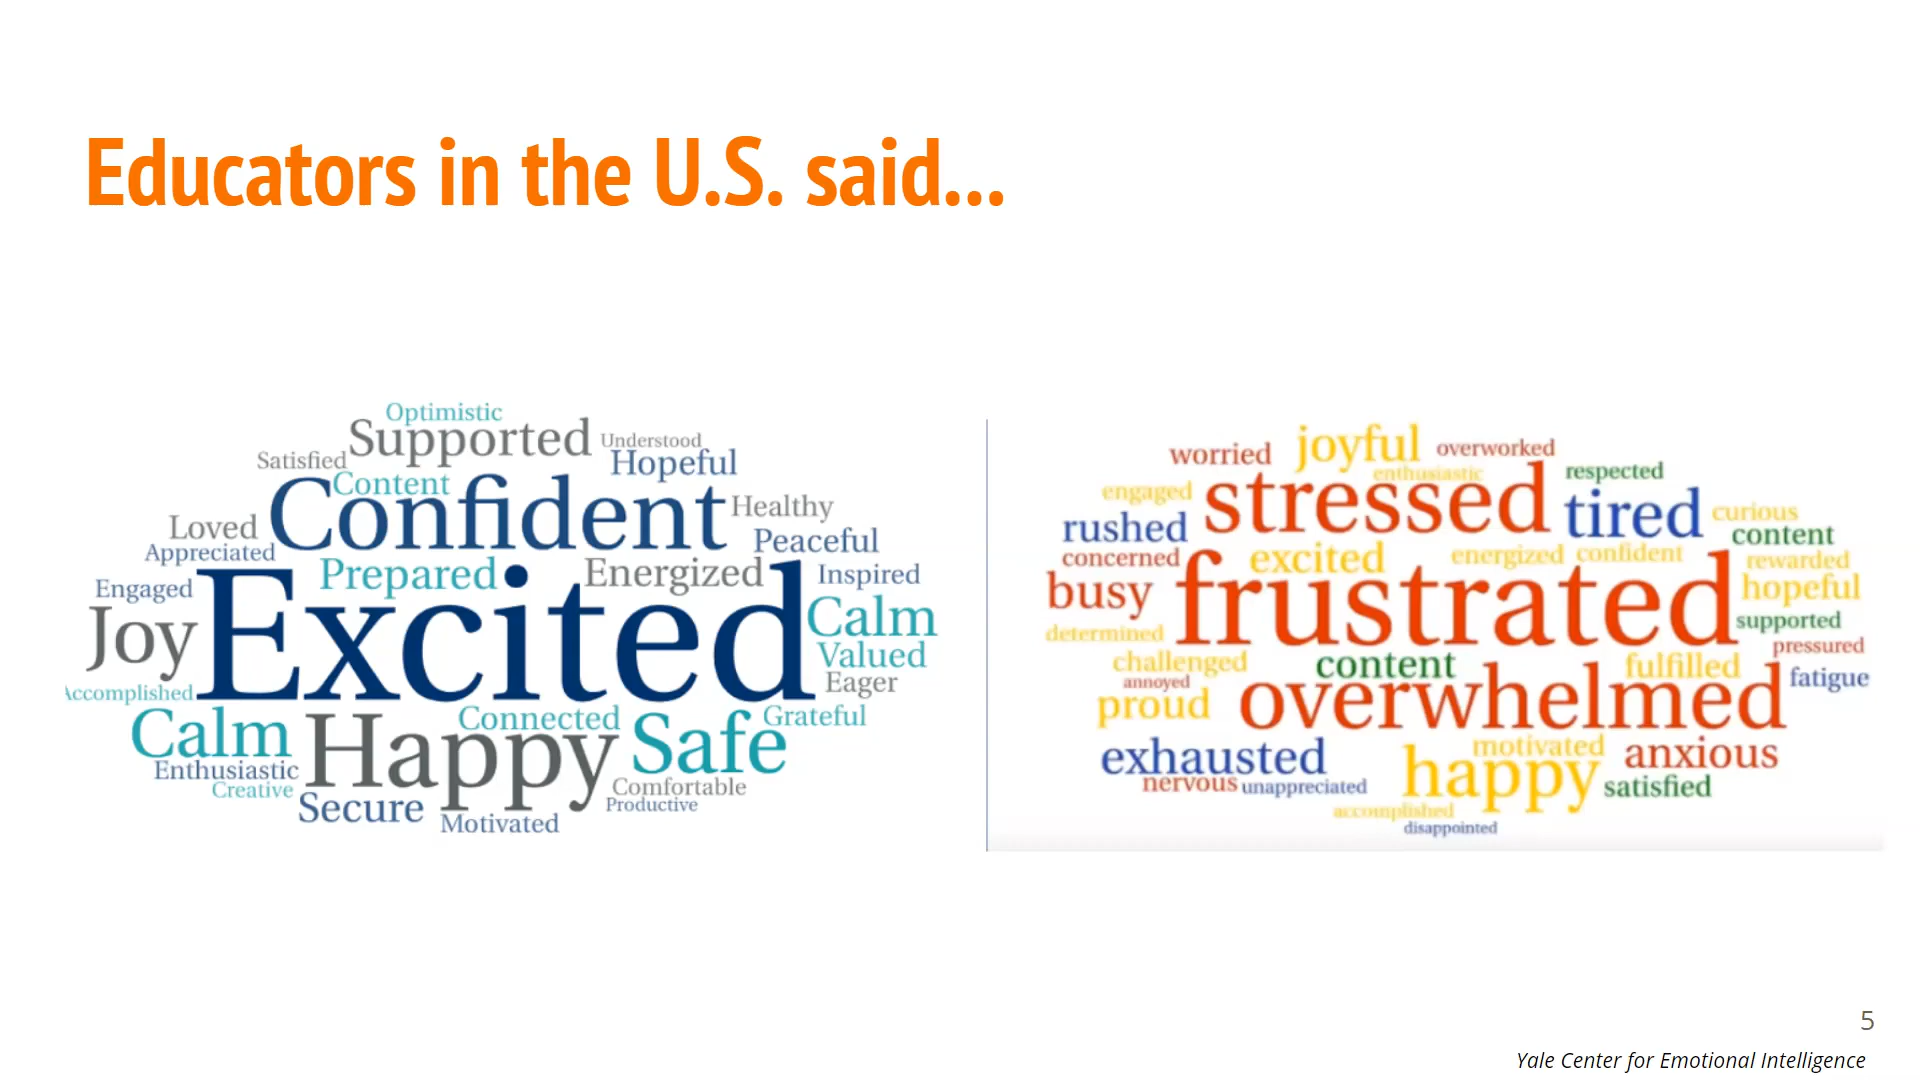 Educators in the U.S. said...
Optimistic
Supported
Understood
Satisfied
Hopeful
Content
Confident
Healthy
Loved
Peaceful
Appreciated
Prepared
Energized
Inspired
Engaged
Excited
Joy
Calm
Valued
Eager
Accomplished
Calm
Happy
Connected
Safe
Grateful
Enthusiastic
Creative
Comfortable
Secure
Productive
Motivated
worried
joyful
overworked
enthusiastic
respected
engaged
stressed
tired
curious
rushed
content
concerned
excited
energized
confident
rewarded
busy
frustrated
hopeful
determined
supported
challenged
content
fulfilled
pressured
annoyed
overwhelmed
fatigue
proud
exhausted
motivated
anxious
nervous
unappreciated
happy
satisfied
accomplished
disappointed
5
Yale Center for Emotional Intelligence